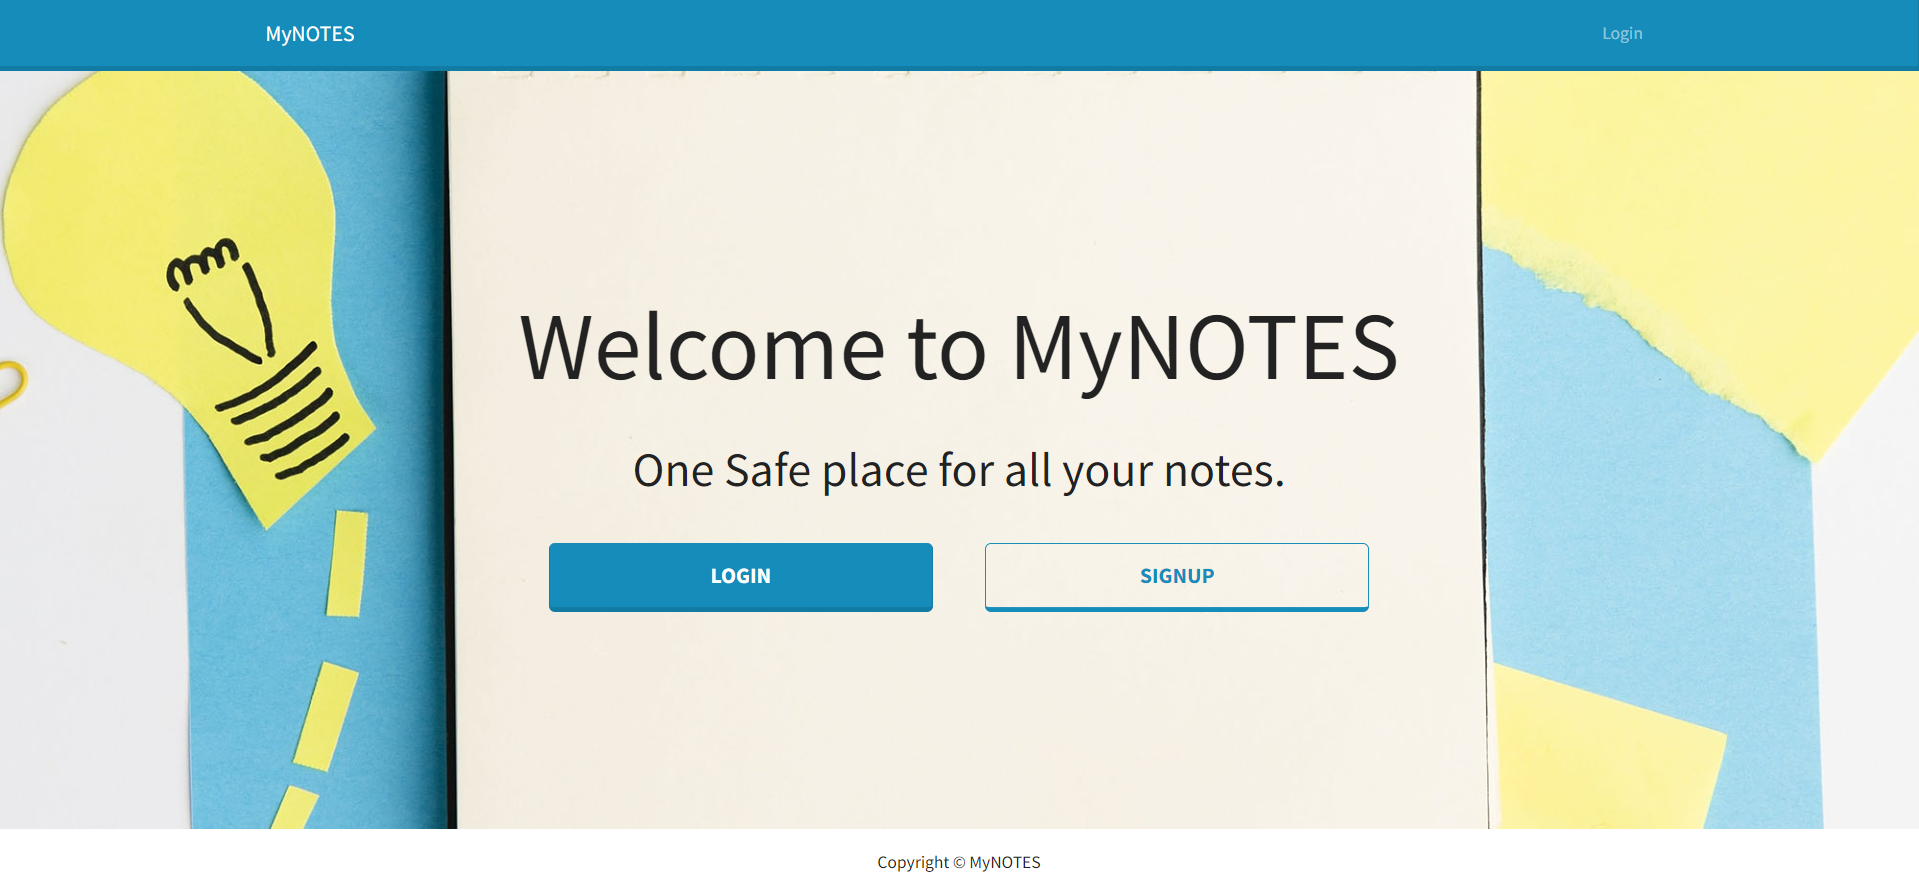 MyNOTES
Login
Welcome to MyNOTES
One Safe place for all your notes.
LOGIN
SIGNUP
Copyright © MyNOTES